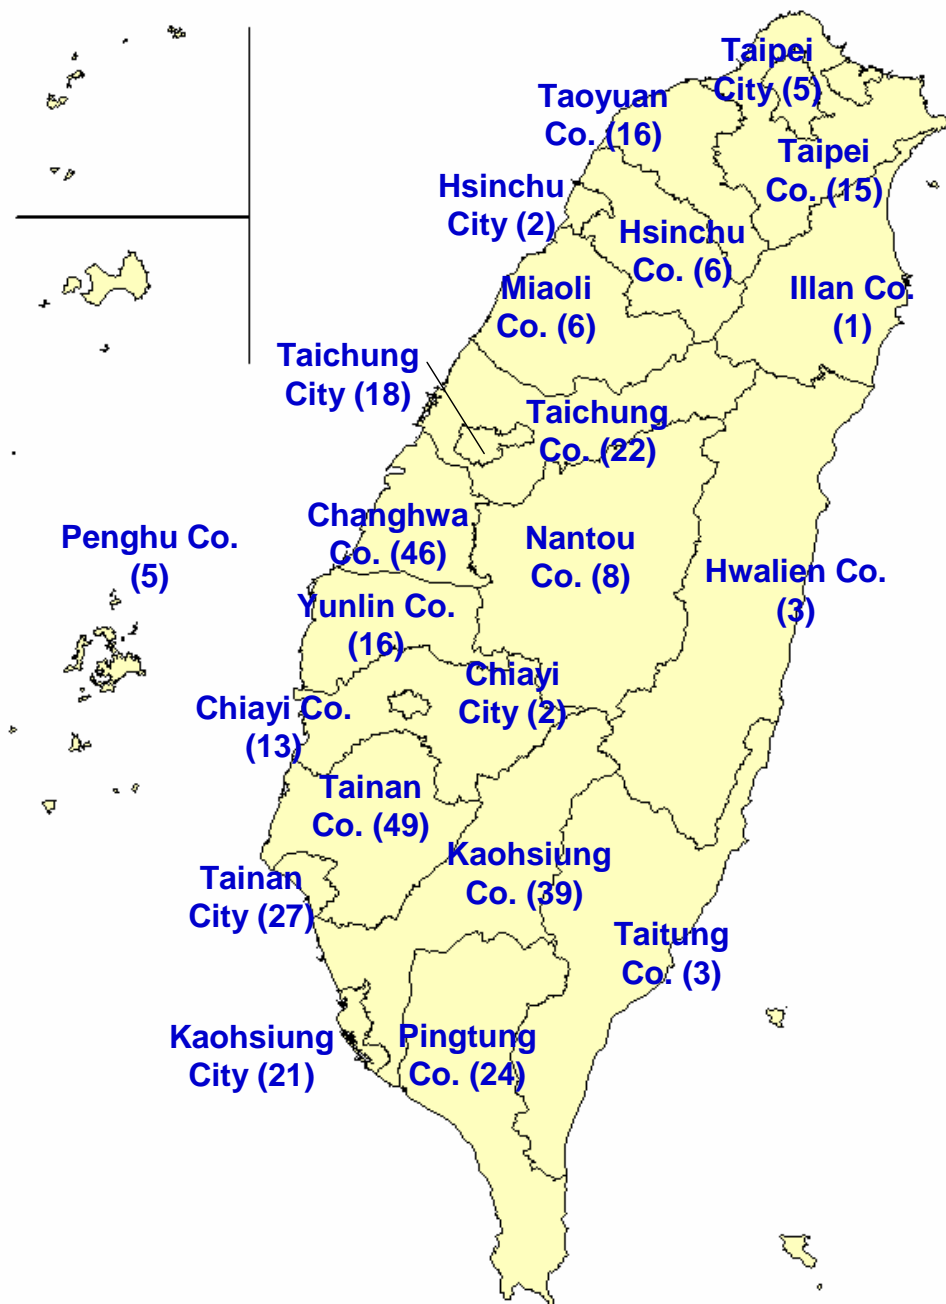 Taipei
City (5)
Taoyuan
Co. (16)
Taipei
Co. (15)
Hsinchu
City (2)
Hsinchu
Co. (6)
Miaoli
Co. (6)
Illan Co.
(1)
Taichung
City (18)
Taichung
Co. (22)
Changhwa
Co. (46)
Penghu Co.
(5)
Nantou
Co. (8)
Hwalien Co.
(3)
Yunlin Co.
(16)
Chiayi
City (2)
Chiayi Co.
(13)
Tainan
Co. (49)
Kaohsiung
Co. (39)
Tainan
City (27)
Taitung
Co. (3)
Kaohsiung
City (21)
Pingtung
Co. (24)